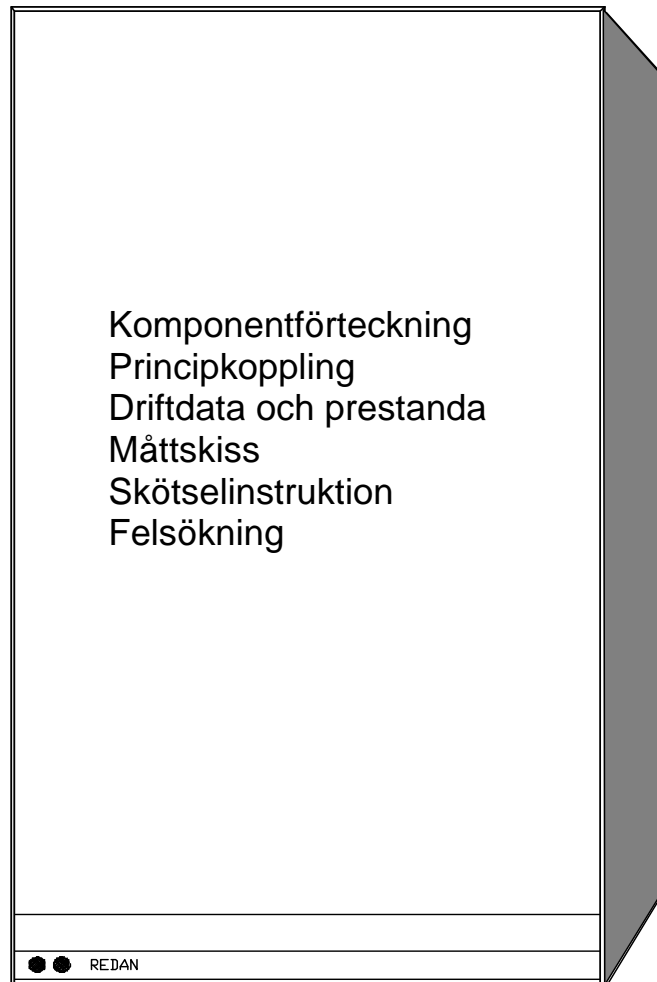 Komponentförteckning
Principkoppling
Driftdata och prestanda
Måttskiss
Skötselinstruktion
Felsökning
REDAN